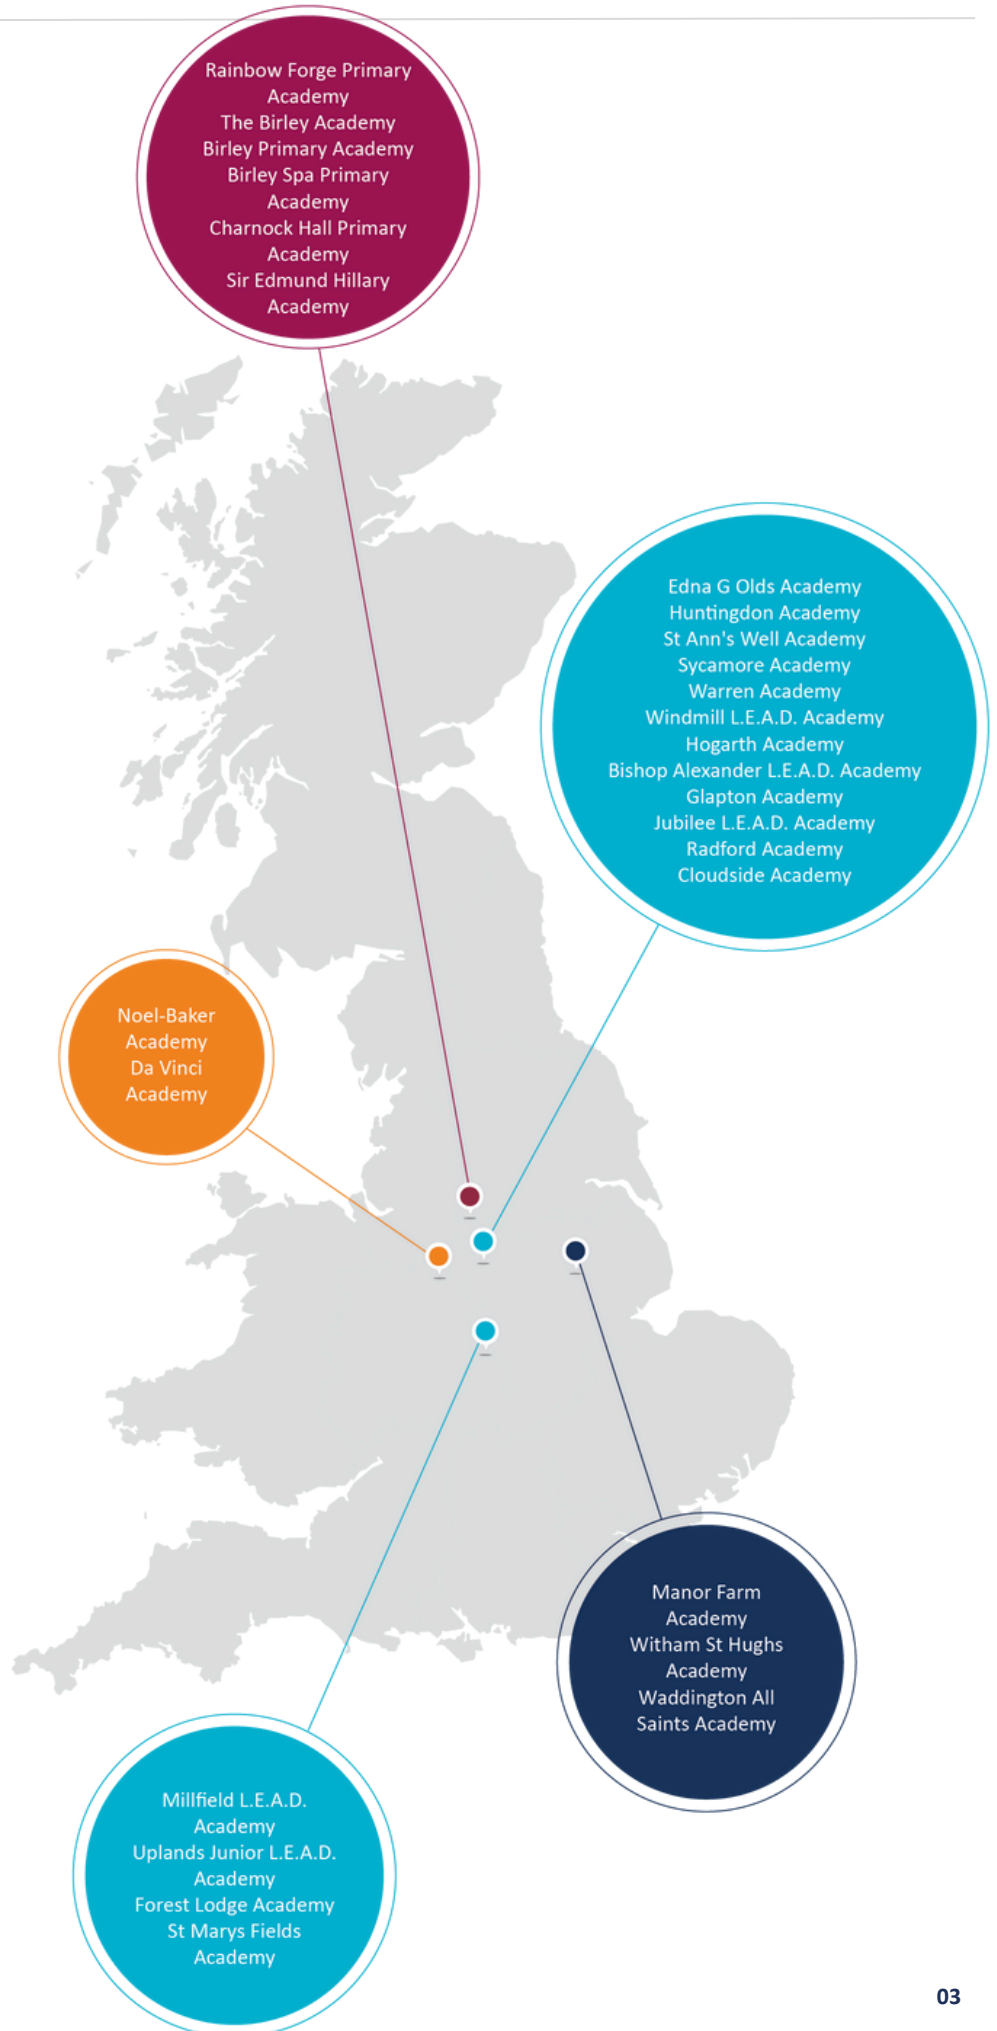 Rainbow Forge Primary
Academy
The Birley Academy
Birley Primary Academy
Birley Spa Primary
Academy
Charnock Hall Primary
Academy
Sir Edmund Hillary
Academy
Edna G Olds Academy
Huntingdon Academy
St Ann's Well Academy
Sycamore Academy
Warren Academy
Windmill L.E.A.D. Academy
Hogarth Academy
Bishop Alexander L.E.A.D. Academy
Glapton Academy
Jubilee L.E.A.D. Academy
Radford Academy
Cloudside Academy
Noel-Baker
Academy
Da Vinci
Academy
Manor Farm
Academy
Witham St Hughs
Academy
Waddington All
Saints Academy
Millfield L.E.A.D.
Academy
Uplands Junior L.E.A.D.
Academy
Forest Lodge Academy
St Marys Fields
Academy
03